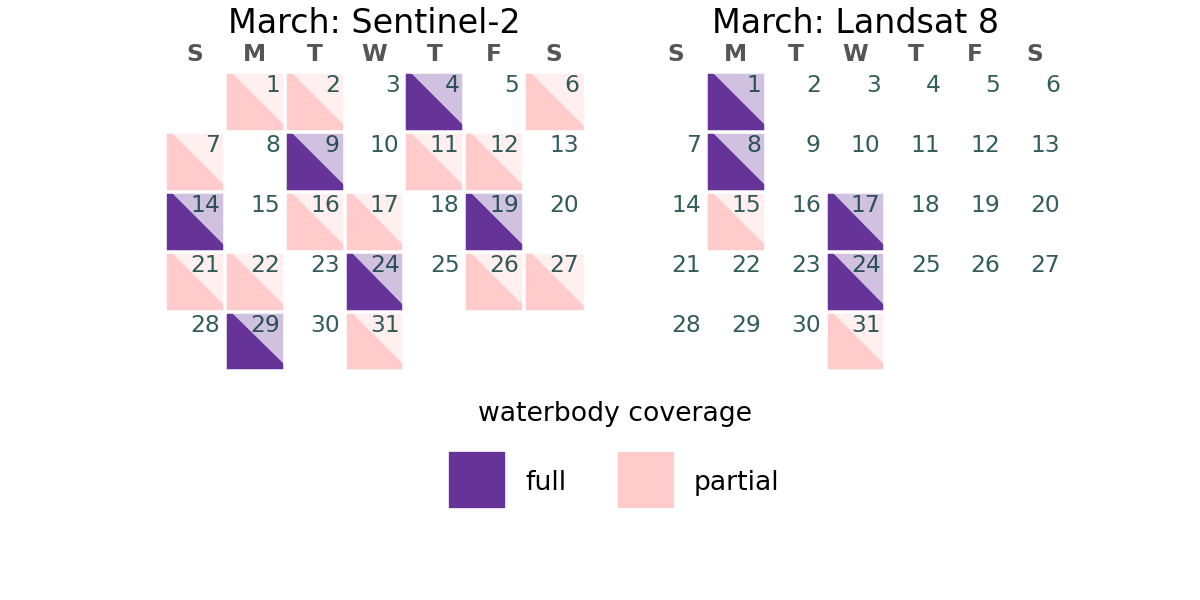 March: Sentinel-2
S M T W T F S
1 2 3 4 5 6
7 8 9 10 11 12 13
14 15 16 17 18 19 20
21 22 23 24 25 26 27
28 29 30 31
March: Landsat 8
S M T W T F S
1 2 3 4 5 6
7 8 9 10 11 12 13
14 15 16 17 18 19 20
21 22 23 24 25 26 27
28 29 30 31
waterbody coverage
full
partial